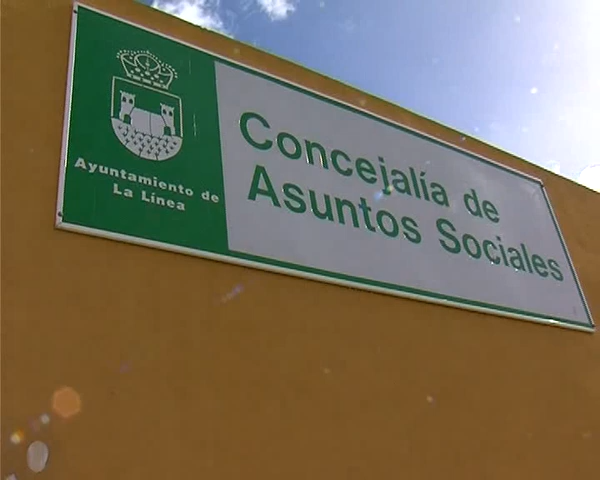 Ayuntamiento de
La Línea
Concejalía de
Asuntos Sociales